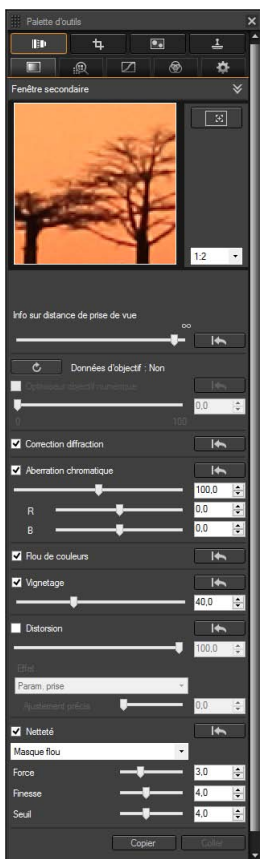 Palette d'outils
Fenêtre secondaire
1:2
Info sur distance de prise de vue
∞
Données d'objectif : Non
Optimiseur objectif numérique
0,0
0 100
Correction diffraction
Aberration chromatique
100,0
R 0,0
B 0,0
Flou de couleurs
Vignetage
40,0
Distorsion
100,0
Effet
Param. prise
Ajustement précis 0,0
Netteté
Masque flou
Force 3,0
Finesse 4,0
Seuil 4,0
Copier Coller